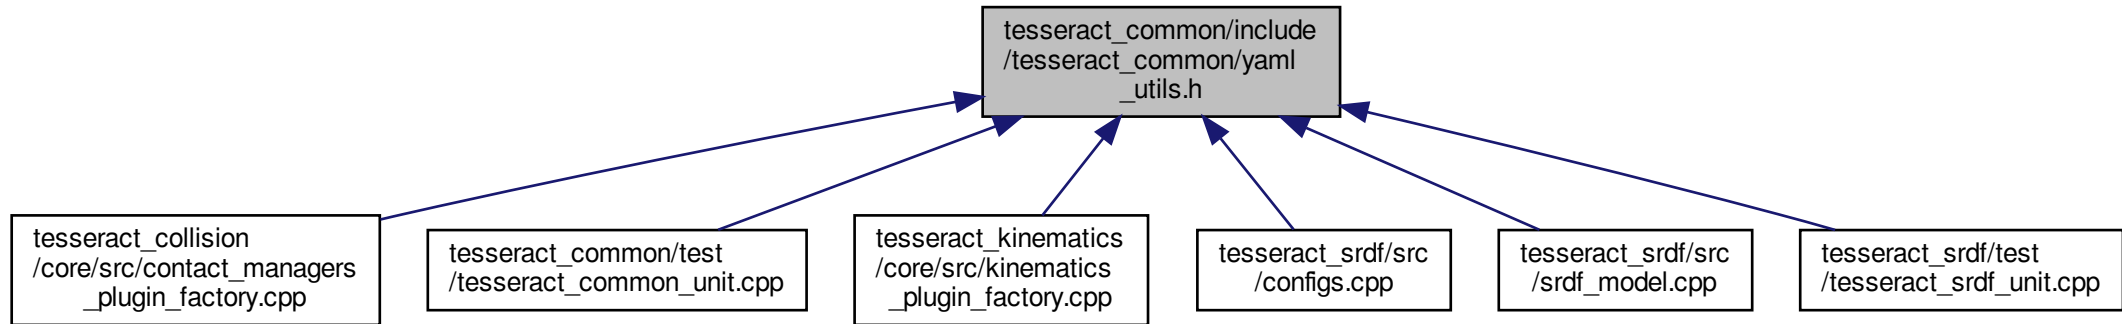 tesseract_common/include
/tesseract_common/yaml
_utils.h
tesseract_collision
/core/src/contact_managers
_plugin_factory.cpp
tesseract_common/test
/tesseract_common_unit.cpp
tesseract_kinematics
/core/src/kinematics
_plugin_factory.cpp
tesseract_srdf/src
/configs.cpp
tesseract_srdf/src
/srdf_model.cpp
tesseract_srdf/test
/tesseract_srdf_unit.cpp